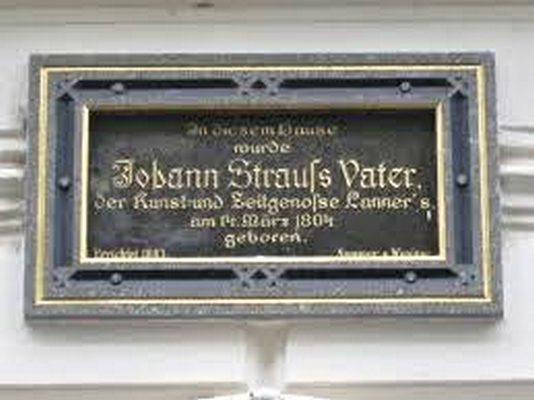 In diesem Hause
wurde
Johann Strauſs Vater,
der Kunst und Zeitgenoſse Lanner's,
am 14. März 1804
geboren.